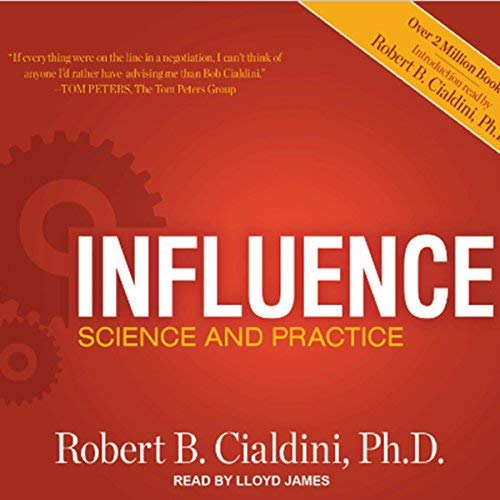 "If everything were on the line in a negotiation, I can't think of
anyone I'd rather have advising me than Bob Cialdini."
—TOM PETERS, The Tom Peters Group
Over 2 Million Book
Introduction read by
Robert B. Cialdini, Ph.
INFLUENCE
SCIENCE AND PRACTICE
Robert B. Cialdini, Ph.D.
READ BY LLOYD JAMES